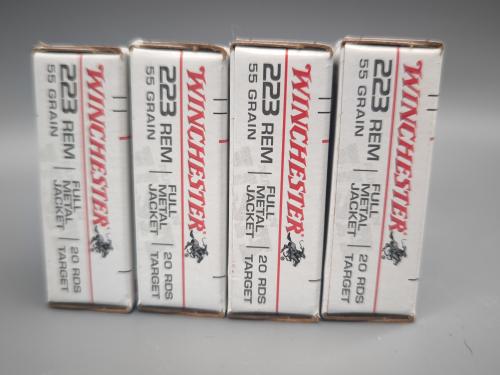 WINCHESTER
223 REM
55 GRAIN
FULL
METAL
JACKET
20 RDS
TARGET
WINCHESTER
223 REM
55 GRAIN
FULL
METAL
JACKET
20 RDS
TARGET
WINCHESTER
223 REM
55 GRAIN
FULL
METAL
JACKET
20 RDS
TARGET
WINCHESTER
223 REM
55 GRAIN
FULL
METAL
JACKET
20 RDS
TARGET